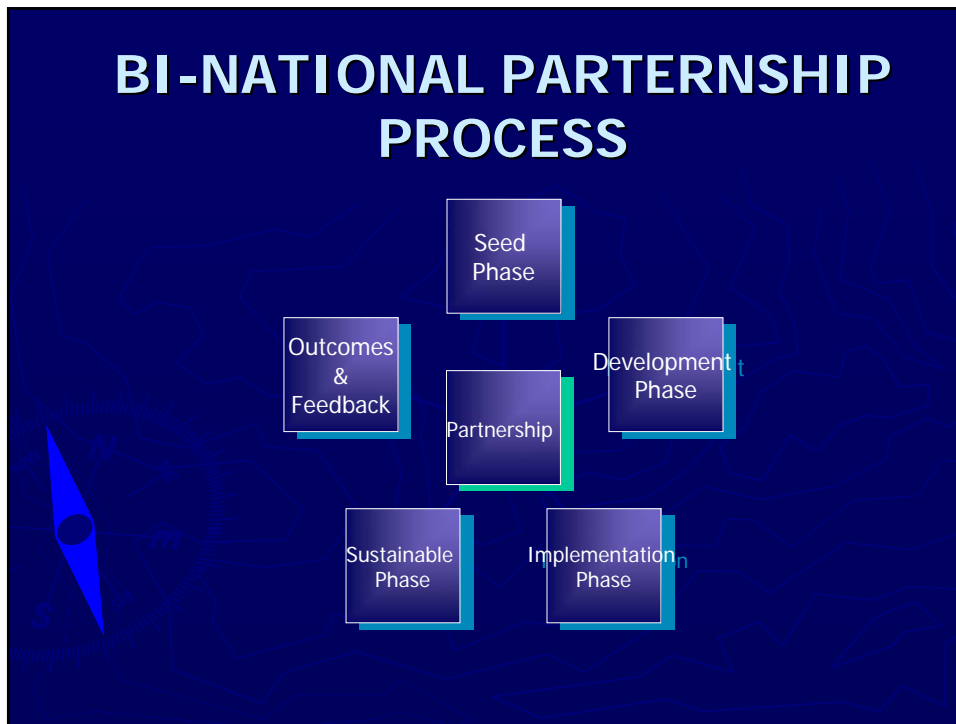 BI-NATIONAL PARTERNSHIP
PROCESS
Seed
Phase
Outcomes
&
Feedback
Development
Phase
Partnership
Sustainable
Phase
Implementation
Phase
N
S